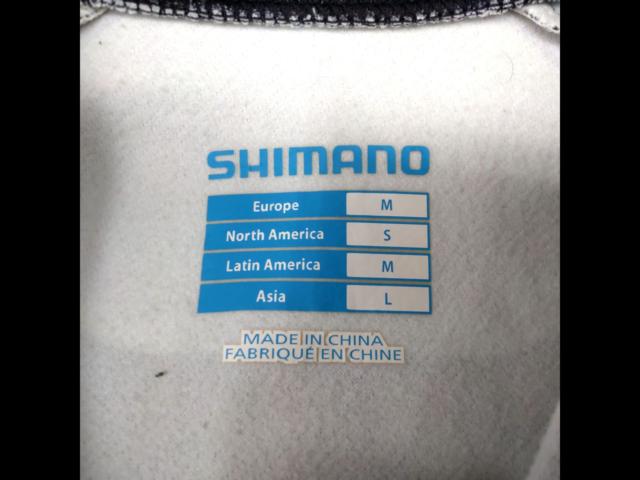 SHIMANO
Europe M
North America S
Latin America M
Asia L
MADE IN CHINA
FABRIQUÉ EN CHINE